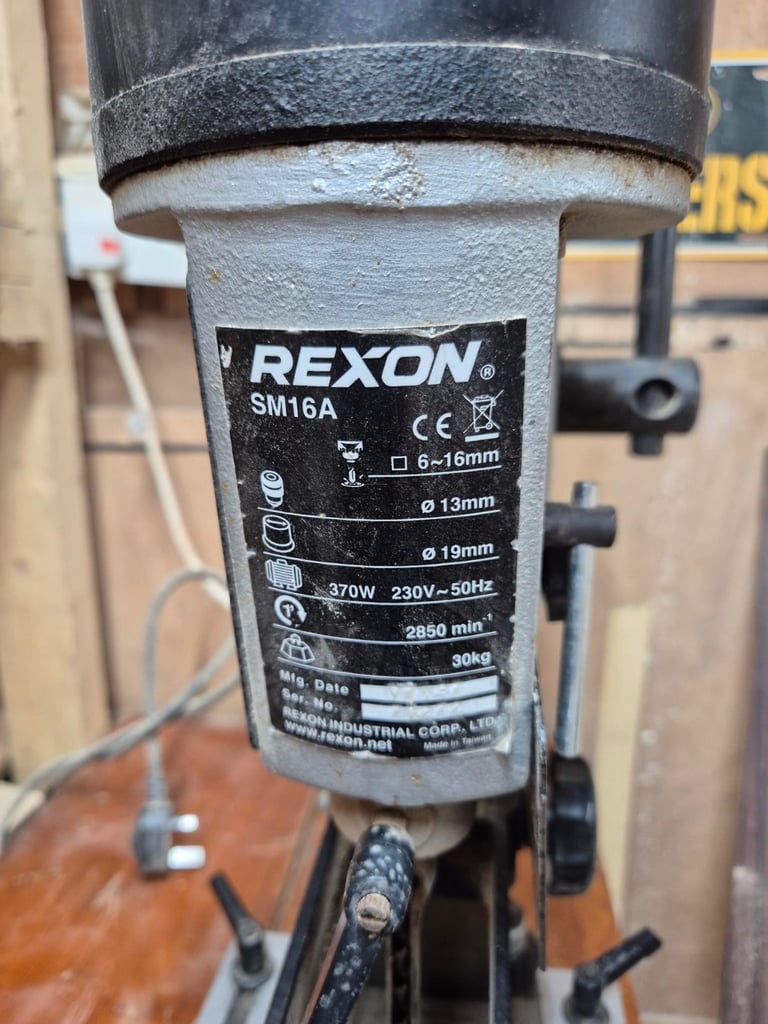 ERS
REXON®
SM16A
CE
□ 6~16mm
Ø 13mm
Ø 19mm
370W 230V~50Hz
2850 min⁻¹
30kg
Mfg. Date
Ser. No.
REXON INDUSTRIAL CORP., LTD.
www.rexon.net Made in Taiwan